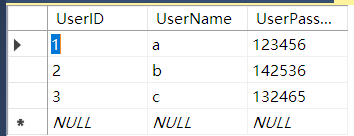 UserID UserName UserPass...
1 a 123456
2 b 142536
3 c 132465
NULL NULL NULL